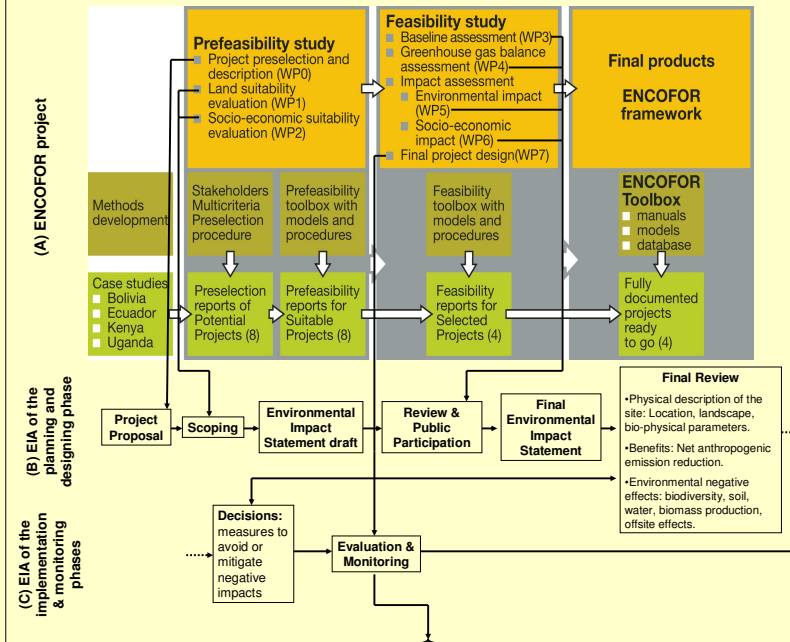 (A) ENCOFOR project
Prefeasibility study
Project preselection and
description (WP0)
Land suitability
evaluation (WP1)
Socio-economic suitability
evaluation (WP2)
Feasibility study
Baseline assessment (WP3)
Greenhouse gas balance
assessment (WP4)
Impact assessment
Environmental impact
(WP5)
Socio-economic
impact (WP6)
Final project design(WP7)
Final products
ENCOFOR
framework
Methods
development
Stakeholders
Multicriteria
Preselection
procedure
Prefeasibility
toolbox with
models and
procedures
Feasibility
toolbox with
models and
procedures
ENCOFOR
Toolbox
manuals
models
database
Case studies
Bolivia
Ecuador
Kenya
Uganda
Preselection
reports of
Potential
Projects (8)
Prefeasibility
reports for
Suitable
Projects (8)
Feasibility
reports for
Selected
Projects (4)
Fully
documented
projects
ready
to go (4)
(B) EIA of the
planning and
designing phase
Project
Proposal
Scoping
Environmental
Impact
Statement draft
Review &
Public
Participation
Final
Environmental
Impact
Statement
Final Review
•Physical description of the
site: Location, landscape,
bio-physical parameters.
•Benefits: Net anthropogenic
emission reduction.
•Environmental negative
effects: biodiversity, soil,
water, biomass production,
offsite effects.
(C) EIA of the
implementation
& monitoring
phases
Decisions:
measures to
avoid or
mitigate
negative
impacts
Evaluation &
Monitoring